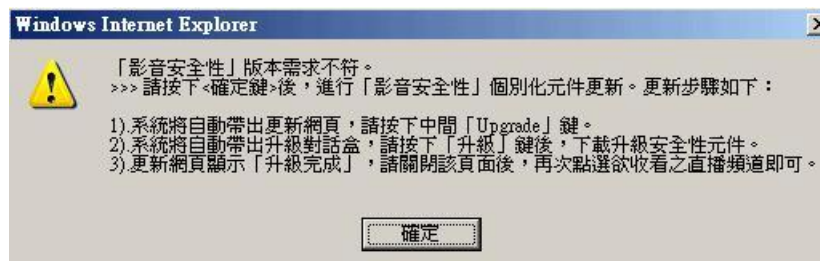 Windows Internet Explorer
「影音安全性」版本需求不符。
>>> 請按下<確定鍵>後，進行「影音安全性」個別化元件更新。更新步驟如下：
1).系統將自動帶出更新網頁，請按下中間「Upgrade」鍵。
2).系統將自動帶出升級對話盒，請按下「升級」鍵後，下載升級安全性元件。
3).更新網頁顯示「升級完成」，請關閉該頁面後，再次點選欲收看之直播頻道即可。
確定